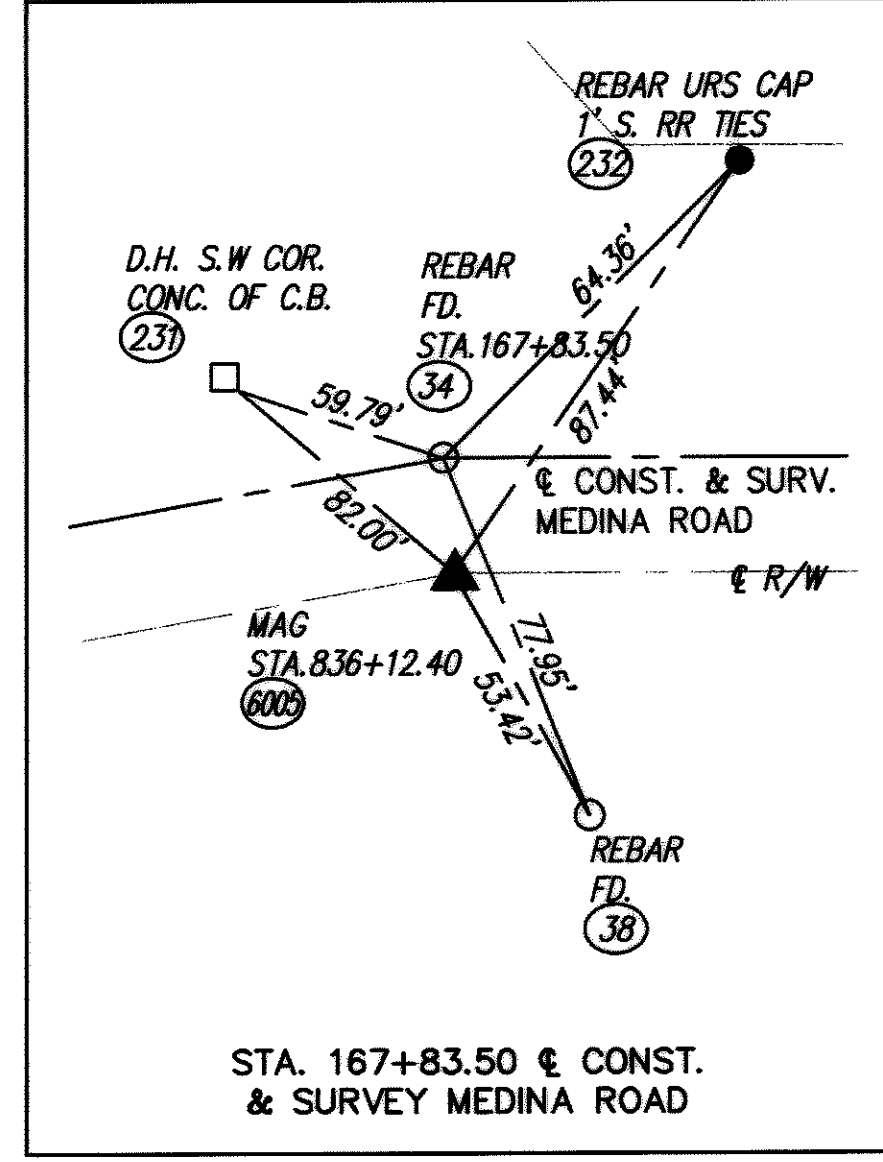 REBAR URS CAP
1' S. RR TIES
232
D.H. S.W COR.
CONC. OF C.B.
231
REBAR
FD.
STA.167+83.50
34
64.36'
59.79'
87.44'
82.00'
℄ CONST. & SURV.
MEDINA ROAD
℄ R/W
MAG
STA.836+12.40
6005
77.95'
53.42'
REBAR
FD.
38
STA. 167+83.50 ℄ CONST.
& SURVEY MEDINA ROAD